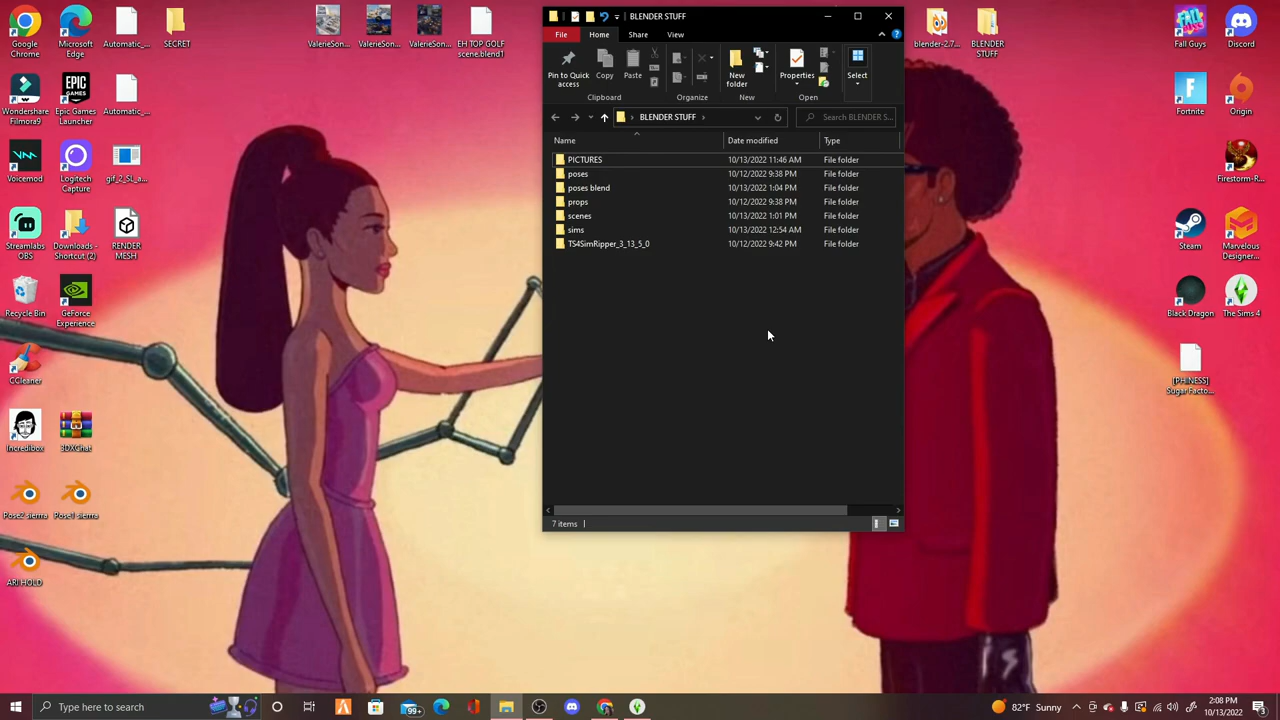 BLENDER STUFF
File
Home
Share
View
Pin to Quick access
Copy
Paste
New folder
Properties
Select
Clipboard
Organize
New
Open
BLENDER STUFF
Search BLENDER S...
Name
Date modified
Type
PICTURES 10/13/2022 11:46 AM File folder
poses 10/12/2022 9:38 PM File folder
poses blend 10/13/2022 1:04 PM File folder
props 10/12/2022 9:38 PM File folder
scenes 10/13/2022 1:01 PM File folder
sims 10/13/2022 12:54 AM File folder
TS4SimRipper_3_13_5_0 10/12/2022 9:42 PM File folder
7 items
Google Chrome
Microsoft Edge
Automatic_...
SECRET
ValerieSon...
ValerieSon...
ValerieSon...
EH TOP GOLF scene.blend1
blender-2.7...
BLENDER STUFF
Fall Guys
Discord
Wondershare Filmora9
Epic Games Launcher
Automatic_...
Fortnite
Origin
Voicemod
Logitech Capture
gif_2_SL_a...
Firestorm-R...
Streamlabs OBS
Downloads - Shortcut (2)
RENDER MESH
Steam
Marvelous Designer...
Recycle Bin
GeForce Experience
Black Dragon
The Sims 4
CCleaner
[PHiNESS] Sugar Facto...
Incredibox
3DXChat
Pose2 sierra
Pose1 sierra
ARI HOLD
Type here to search
99+
82°F Sunny
2:08 PM
10/13/2022